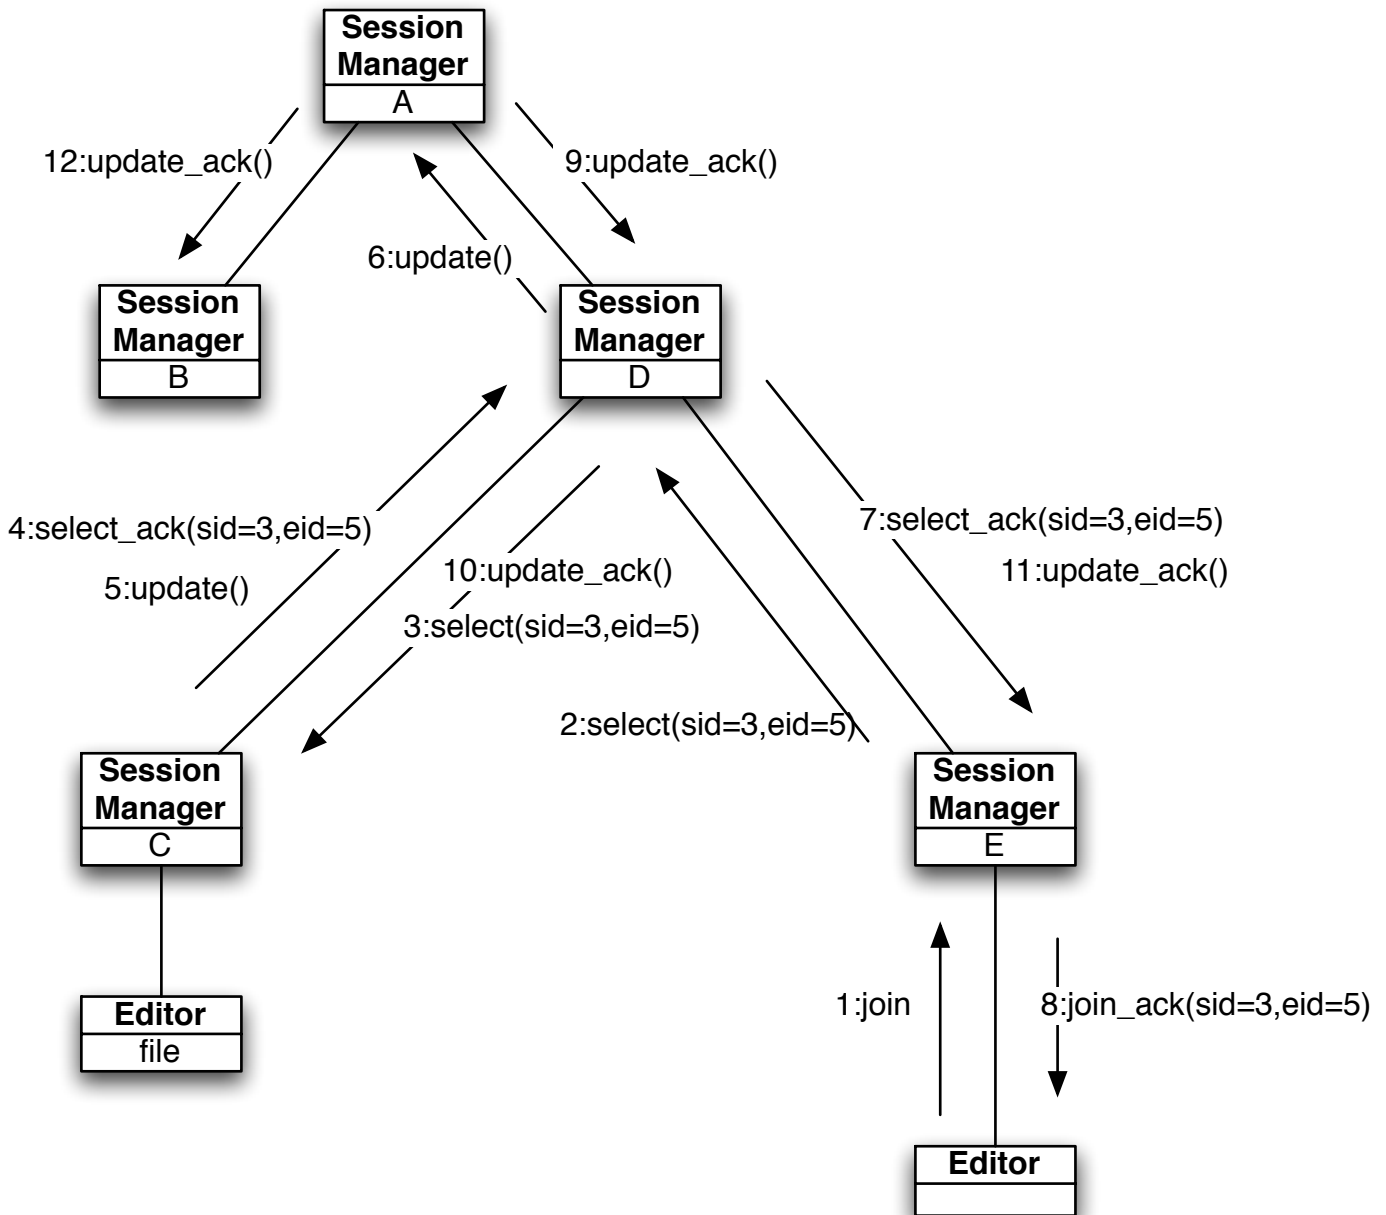 Session
Manager
A
12:update_ack()
9:update_ack()
6:update()
Session
Manager
B
Session
Manager
D
4:select_ack(sid=3,eid=5)
7:select_ack(sid=3,eid=5)
5:update()
10:update_ack()
11:update_ack()
3:select(sid=3,eid=5)
2:select(sid=3,eid=5)
Session
Manager
C
Session
Manager
E
Editor
file
1:join
8:join_ack(sid=3,eid=5)
Editor